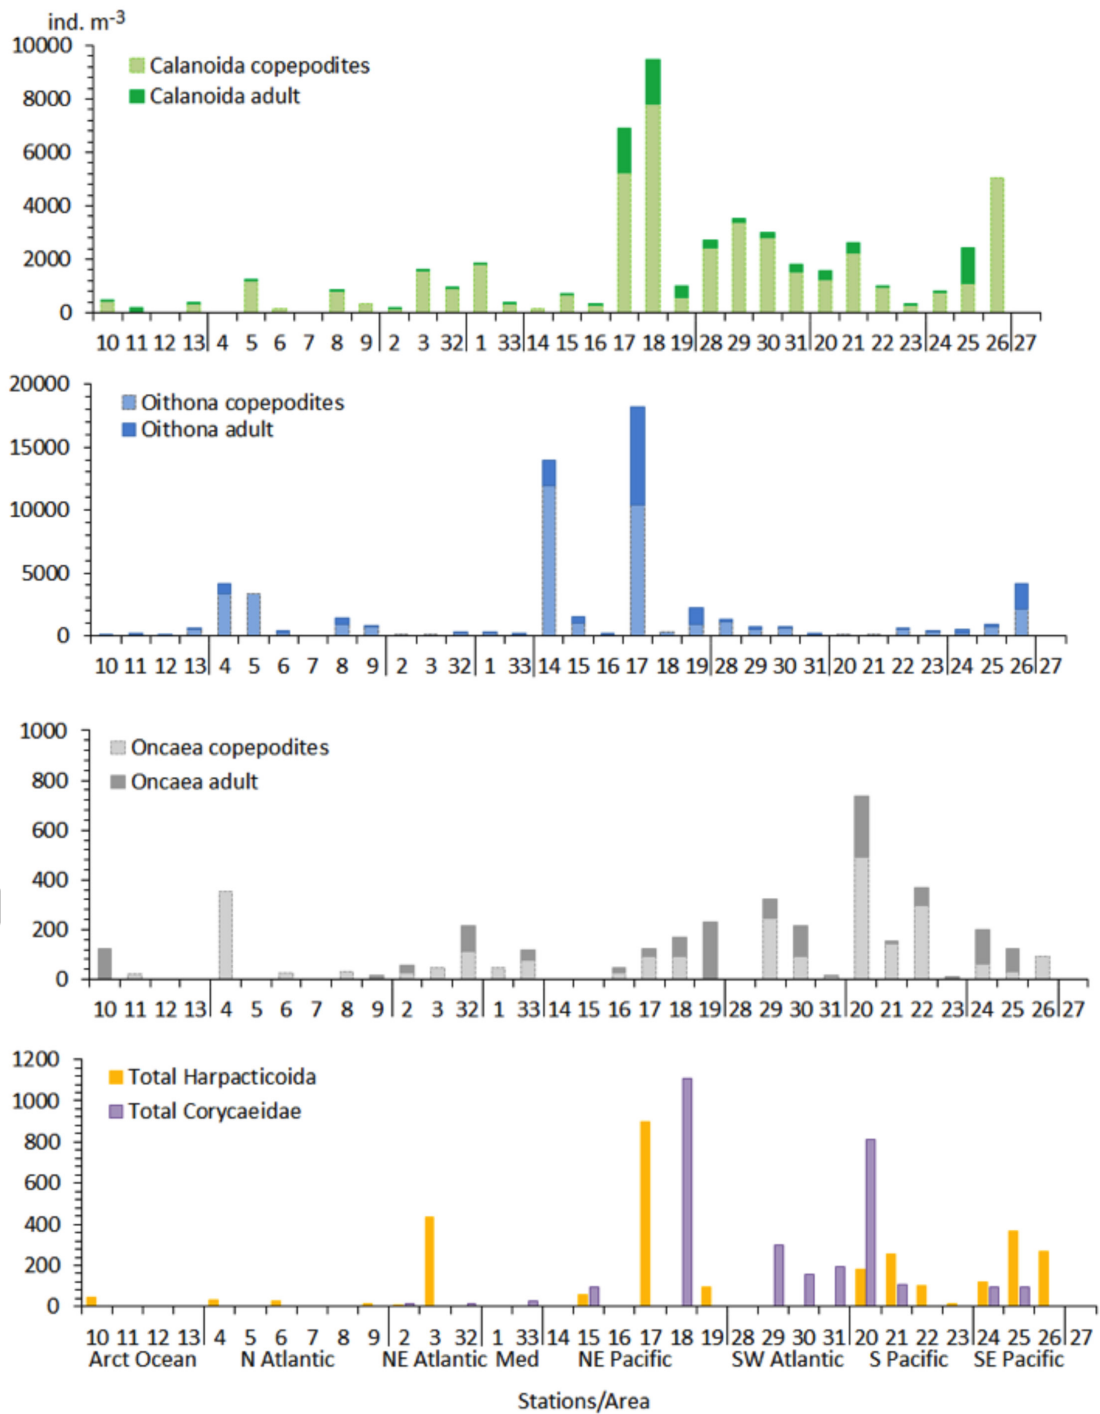 ind. m-3
10000
Calanoida copepodites
Calanoida adult
8000
6000
4000
2000
0
10 11 12 13 4 5 6 7 8 9 2 3 32 1 33 14 15 16 17 18 19 28 29 30 31 20 21 22 23 24 25 26 27
20000
Oithona copepodites
Oithona adult
15000
10000
5000
0
10 11 12 13 4 5 6 7 8 9 2 3 32 1 33 14 15 16 17 18 19 28 29 30 31 20 21 22 23 24 25 26 27
1000
Oncaea copepodites
800
Oncaea adult
600
400
200
0
10 11 12 13 4 5 6 7 8 9 2 3 32 1 33 14 15 16 17 18 19 28 29 30 31 20 21 22 23 24 25 26 27
1200
Total Harpacticoida
1000
Total Corycaeidae
800
600
400
200
0
10 11 12 13 4 5 6 7 8 9 2 3 32 1 33 14 15 16 17 18 19 28 29 30 31 20 21 22 23 24 25 26 27
Arct Ocean N Atlantic NE Atlantic Med NE Pacific SW Atlantic S Pacific SE Pacific
Stations/Area